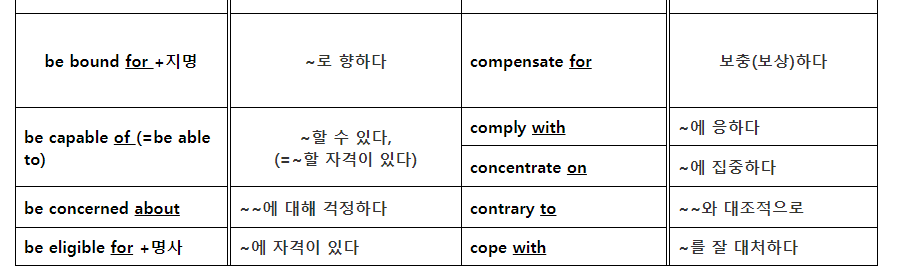 be bound for +지명
~로 향하다
compensate for
보충(보상)하다
be capable of (=be able
to)
~할 수 있다,
(=~할 자격이 있다)
comply with
~에 응하다
concentrate on
~에 집중하다
be concerned about
~~에 대해 걱정하다
contrary to
~~와 대조적으로
be eligible for +명사
~에 자격이 있다
cope with
~를 잘 대처하다